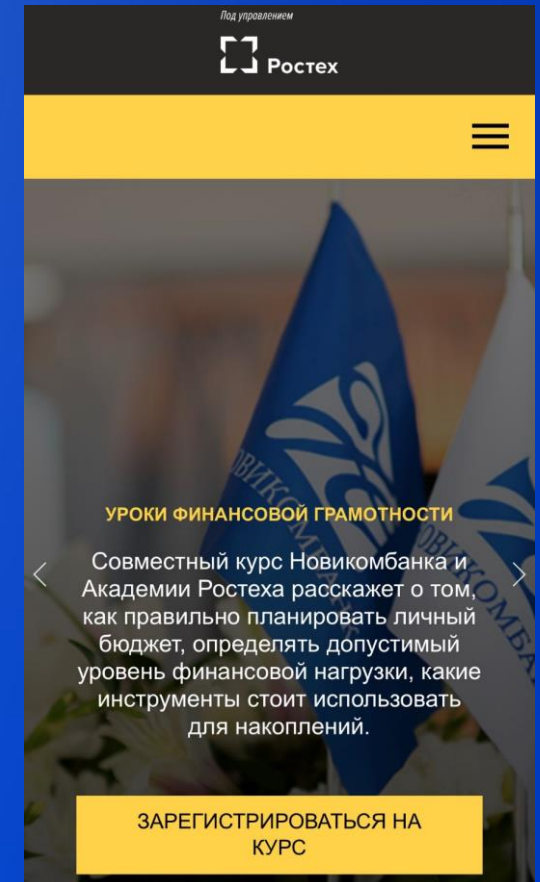 Под управлением
Ростех
НОВИКОМБАНК
УРОКИ ФИНАНСОВОЙ ГРАМОТНОСТИ
Совместный курс Новикомбанка и
Академии Ростеха расскажет о том,
как правильно планировать личный
бюджет, определять допустимый
уровень финансовой нагрузки, какие
инструменты стоит использовать
для накоплений.
ЗАРЕГИСТРИРОВАТЬСЯ НА
КУРС